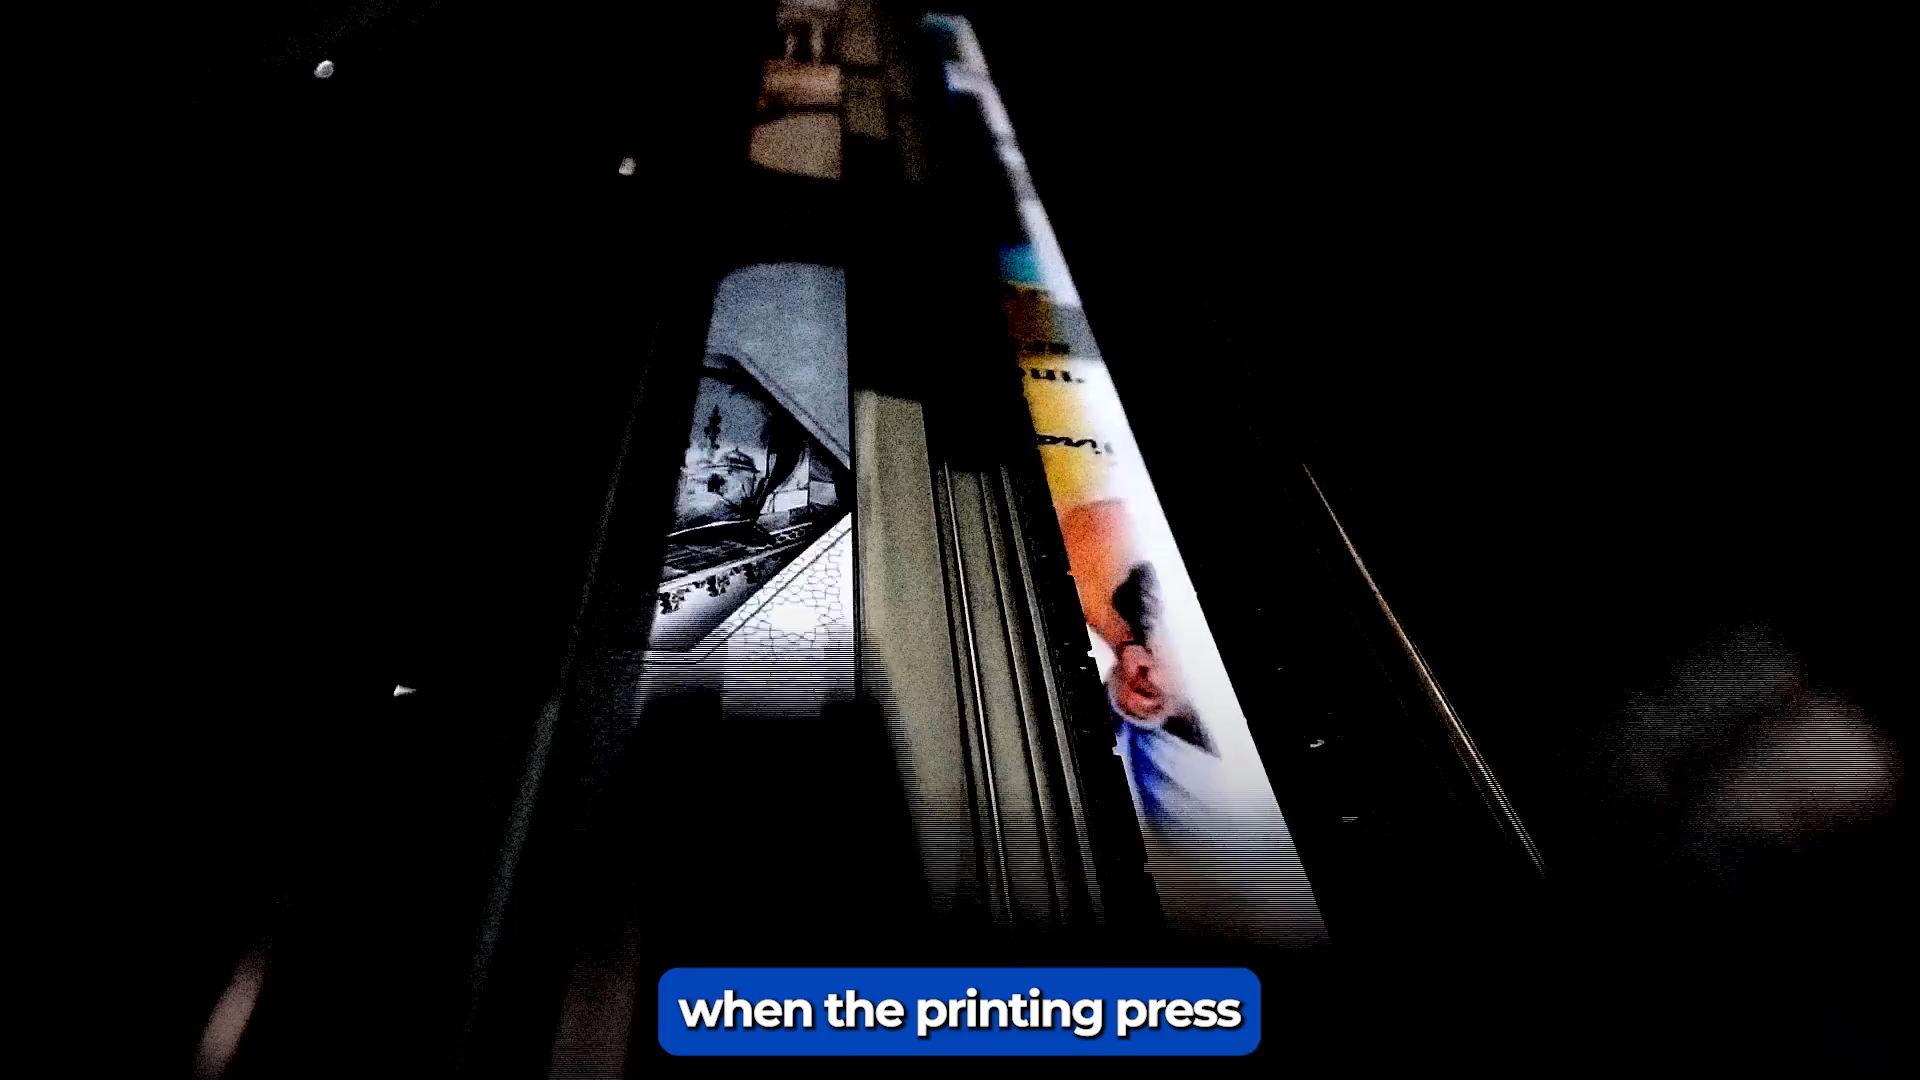 when the printing press